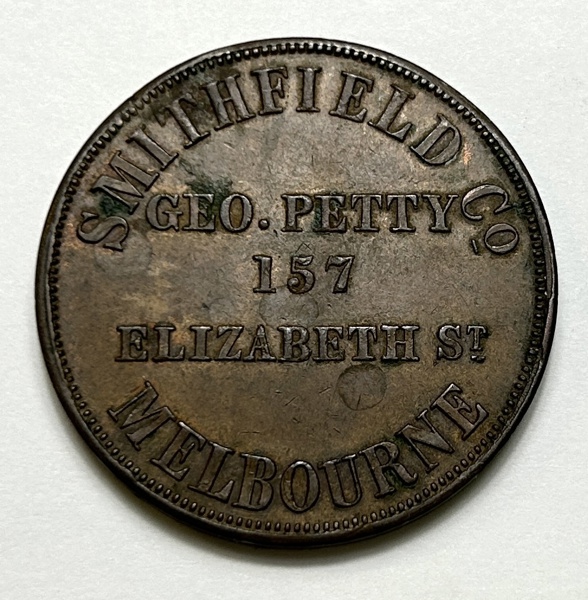 SMITHFIELD Co
GEO. PETTY
157
ELIZABETH ST
MELBOURNE